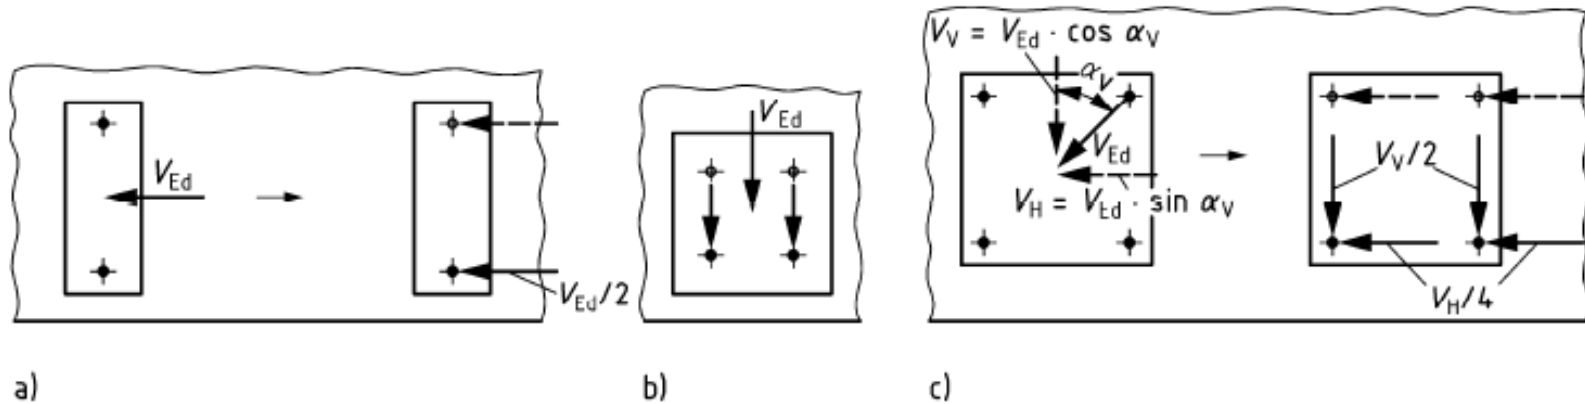 V_Ed
V_Ed/2
a)
V_Ed
b)
V_V = V_Ed · cos α_V
α_V
V_Ed
V_H = V_Ed · sin α_V
V_V/2
V_H/4
c)